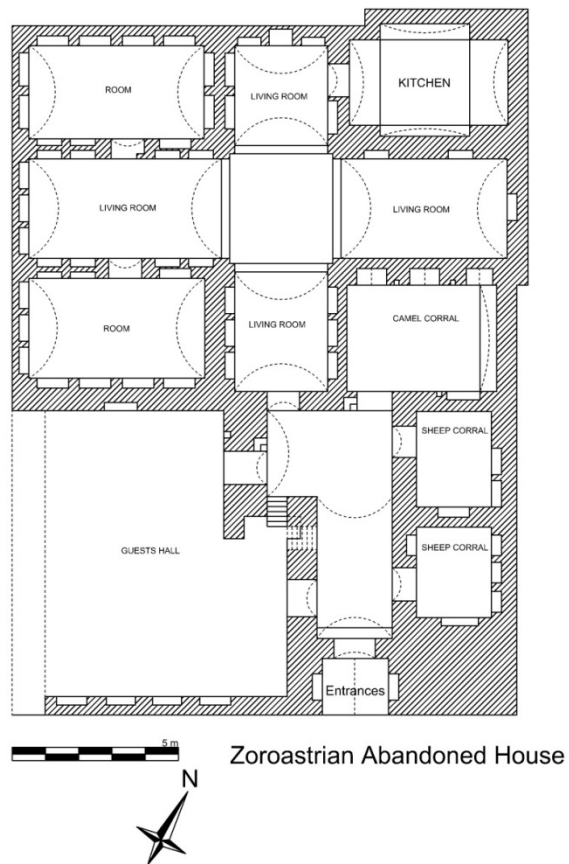 ROOM
LIVING ROOM
KITCHEN
LIVING ROOM
LIVING ROOM
ROOM
LIVING ROOM
CAMEL CORRAL
SHEEP CORRAL
GUESTS HALL
SHEEP CORRAL
Entrances
5 m
Zoroastrian Abandoned House
N